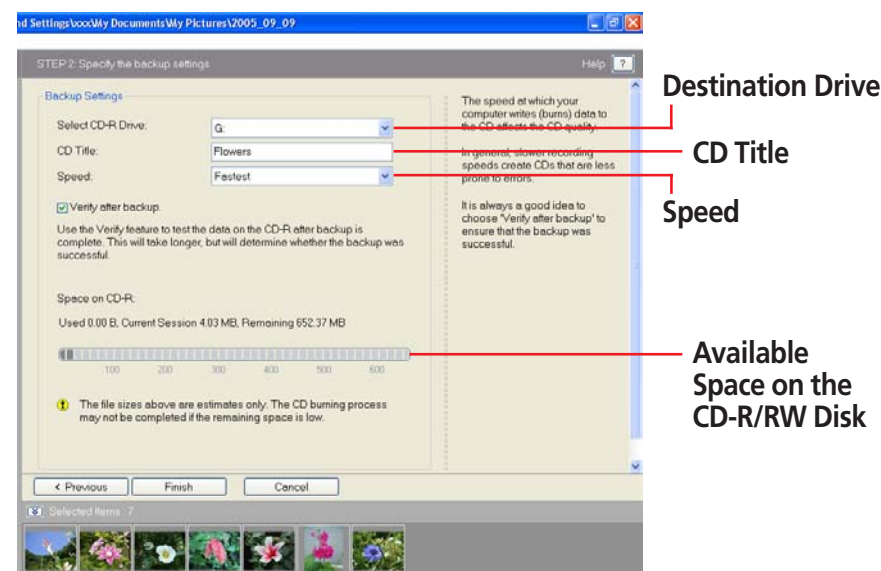 nd Settings\xxx\My Documents\My Pictures\2005_09_09
STEP 2: Specify the backup settings
Help ?
Backup Settings
Select CD-R Drive:
G:
CD Title:
Flowers
Speed:
Fastest
Verify after backup.
Use the Verify feature to test the data on the CD-R after backup is
complete. This will take longer, but will determine whether the backup was
successful.
Space on CD-R:
Used 0.00 B, Current Session 4.03 MB, Remaining 652.37 MB
100 200 300 400 500 600
The file sizes above are estimates only. The CD burning process
may not be completed if the remaining space is low.
The speed at which your
computer writes (burns) data to
the CD affects the CD quality.
In general, slower recording
speeds create CDs that are less
prone to errors.
It is always a good idea to
choose 'Verify after backup' to
ensure that the backup was
successful.
< Previous
Finish
Cancel
Selected Items : 7
Destination Drive
CD Title
Speed
Available
Space on the
CD-R/RW Disk